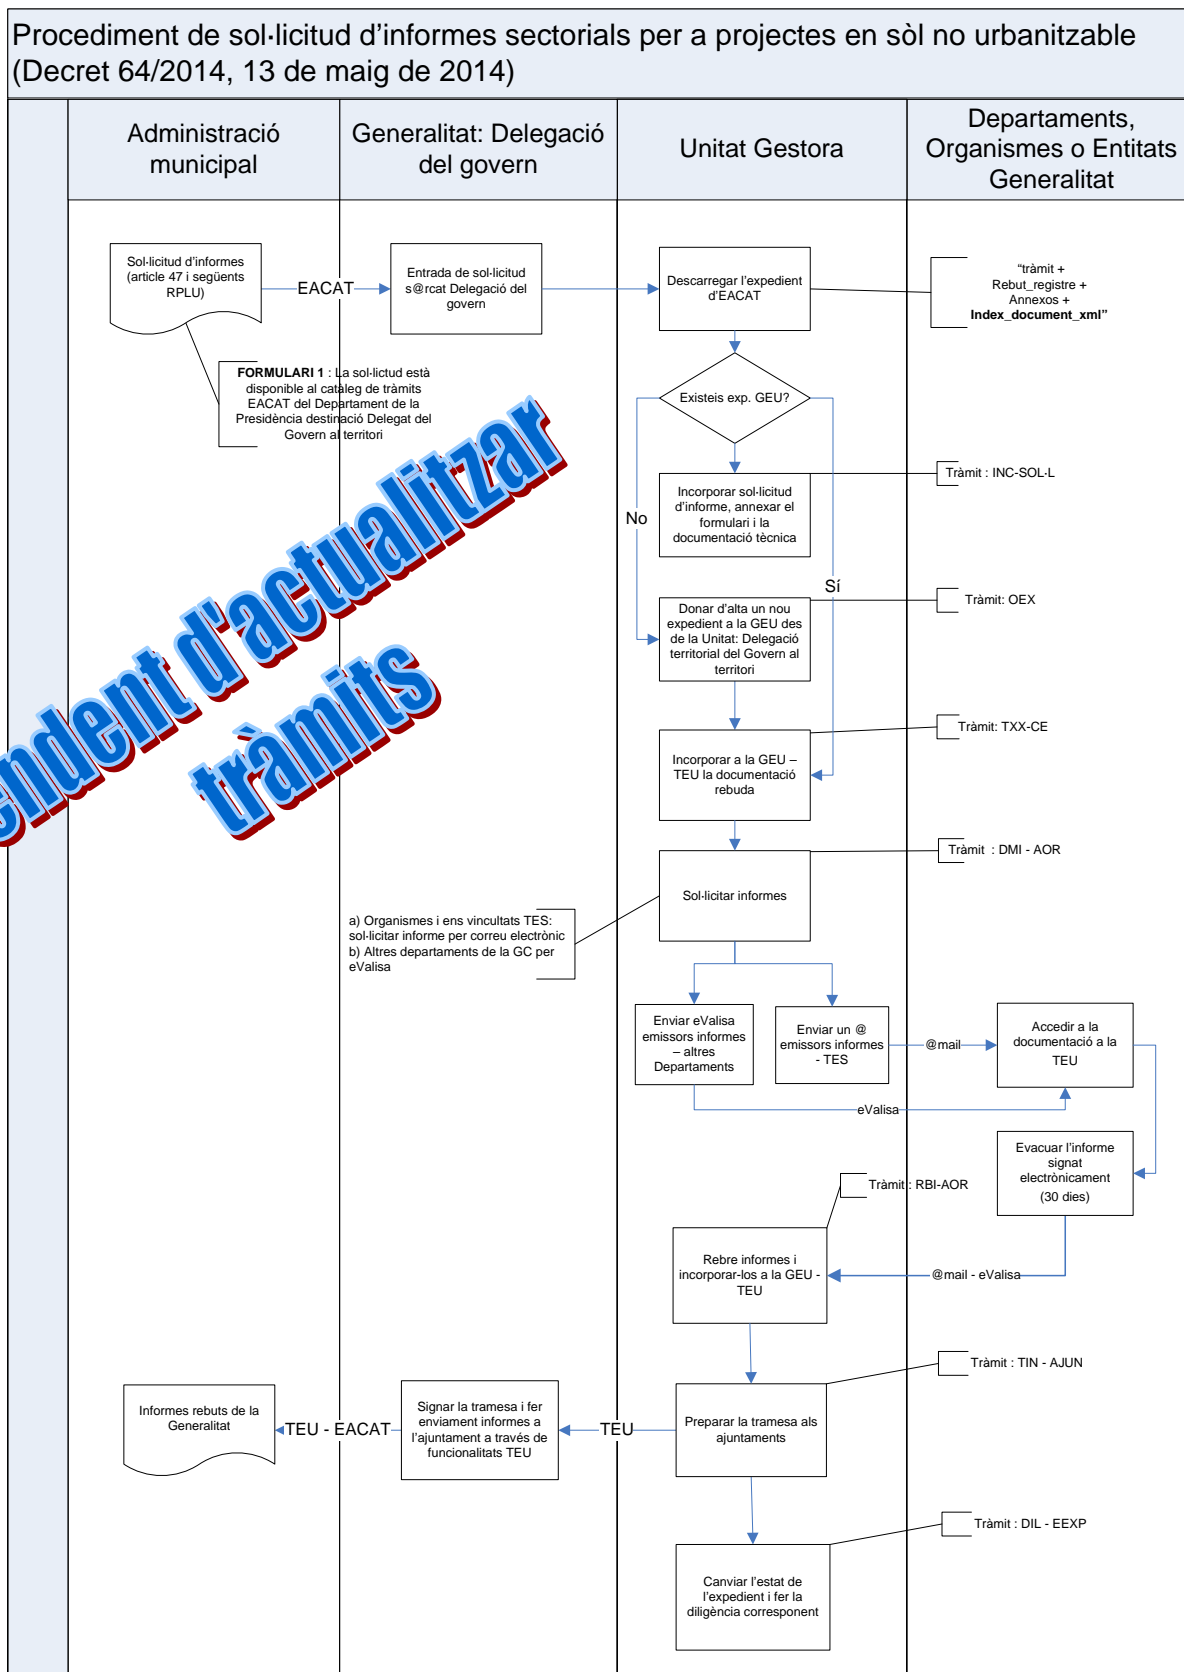 Procediment de sol·licitud d'informes sectorials per a projectes en sòl no urbanitzable
(Decret 64/2014, 13 de maig de 2014)
Administració
municipal
Generalitat: Delegació
del govern
Unitat Gestora
Departaments,
Organismes o Entitats
Generalitat
Sol·licitud d'informes
(article 47 i següents
RPLU)
EACAT
Entrada de sol·licitud
s@rcat Delegació del
govern
Descarregar l'expedient
d'EACAT
"tràmit +
Rebut_registre +
Annexos +
Index_document_xml"
FORMULARI 1 : La sol·lictud està
disponible al catàleg de tràmits
EACAT del Departament de la
Presidència destinació Delegat del
Govern al territori
Existeis exp. GEU?
Tràmit : INC-SOL·L
Incorporar sol·licitud
d'informe, annexar el
formulari i la
documentació tècnica
No
Sí
Tràmit: OEX
Donar d'alta un nou
expedient a la GEU des
de la Unitat: Delegació
territorial del Govern al
territori
endent d'actualitzar
tràmits
Tràmit: TXX-CE
Incorporar a la GEU –
TEU la documentació
rebuda
Tràmit : DMI - AOR
Sol·licitar informes
a) Organismes i ens vincultats TES:
sol·licitar informe per correu electrònic
b) Altres departaments de la GC per
eValisa
Enviar eValisa
emissors informes
– altres
Departaments
Enviar un @
emissors informes
- TES
@mail
Accedir a la
documentació a la
TEU
eValisa
Evacuar l'informe
signat
electrònicament
(30 dies)
Tràmit : RBI-AOR
Rebre informes i
incorporar-los a la GEU -
TEU
@mail - eValisa
Tràmit : TIN - AJUN
Informes rebuts de la
Generalitat
TEU - EACAT
Signar la tramesa i fer
enviament informes a
l'ajuntament a través de
funcionalitats TEU
TEU
Preparar la tramesa als
ajuntaments
Tràmit : DIL - EEXP
Canviar l'estat de
l'expedient i fer la
diligència corresponent